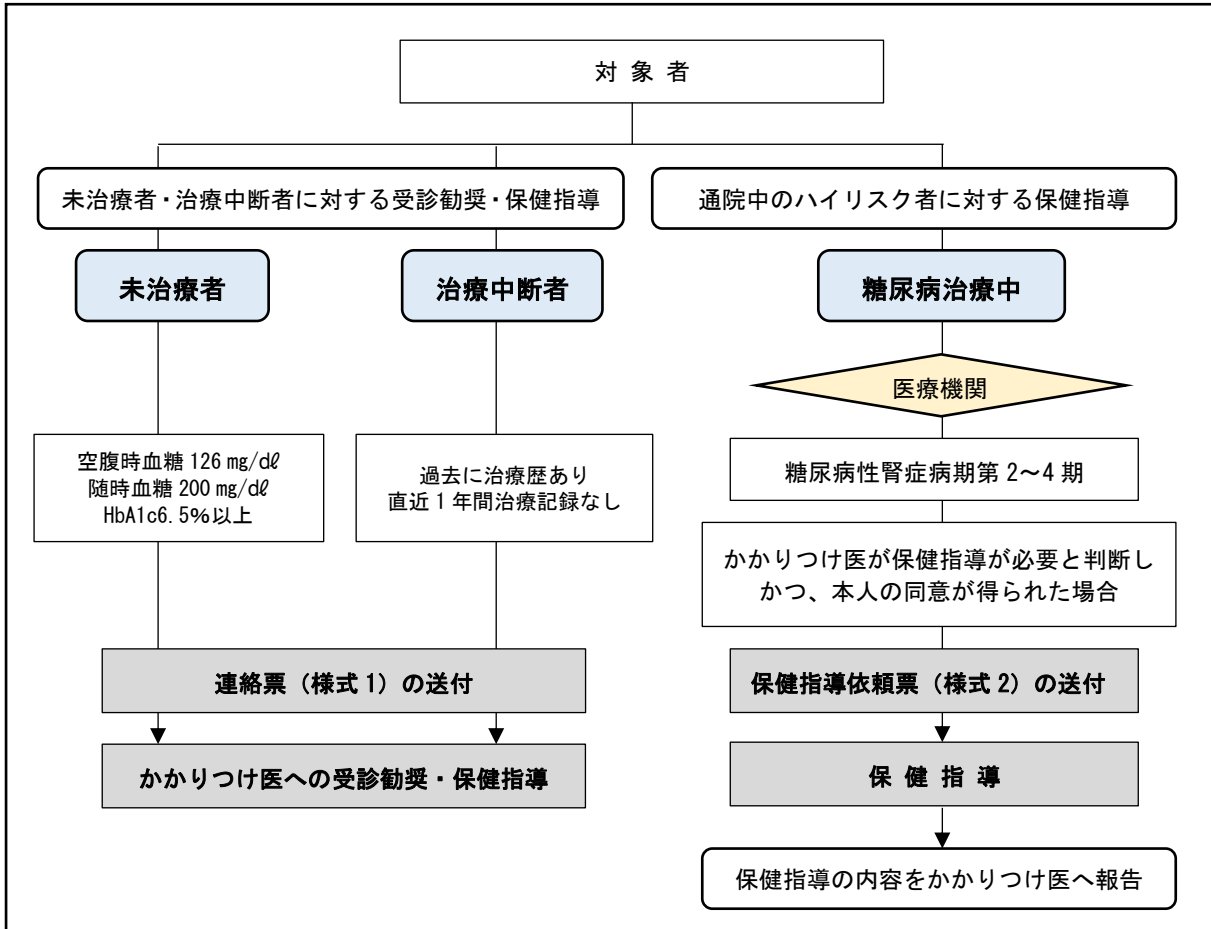 対 象 者
未治療者・治療中断者に対する受診勧奨・保健指導
通院中のハイリスク者に対する保健指導
未治療者
治療中断者
糖尿病治療中
医療機関
空腹時血糖 126 mg/dℓ
随時血糖 200 mg/dℓ
HbA1c6.5%以上
過去に治療歴あり
直近 1 年間治療記録なし
糖尿病性腎症病期第 2～4 期
かかりつけ医が保健指導が必要と判断し
かつ、本人の同意が得られた場合
連絡票（様式 1）の送付
保健指導依頼票（様式 2）の送付
かかりつけ医への受診勧奨・保健指導
保 健 指 導
保健指導の内容をかかりつけ医へ報告